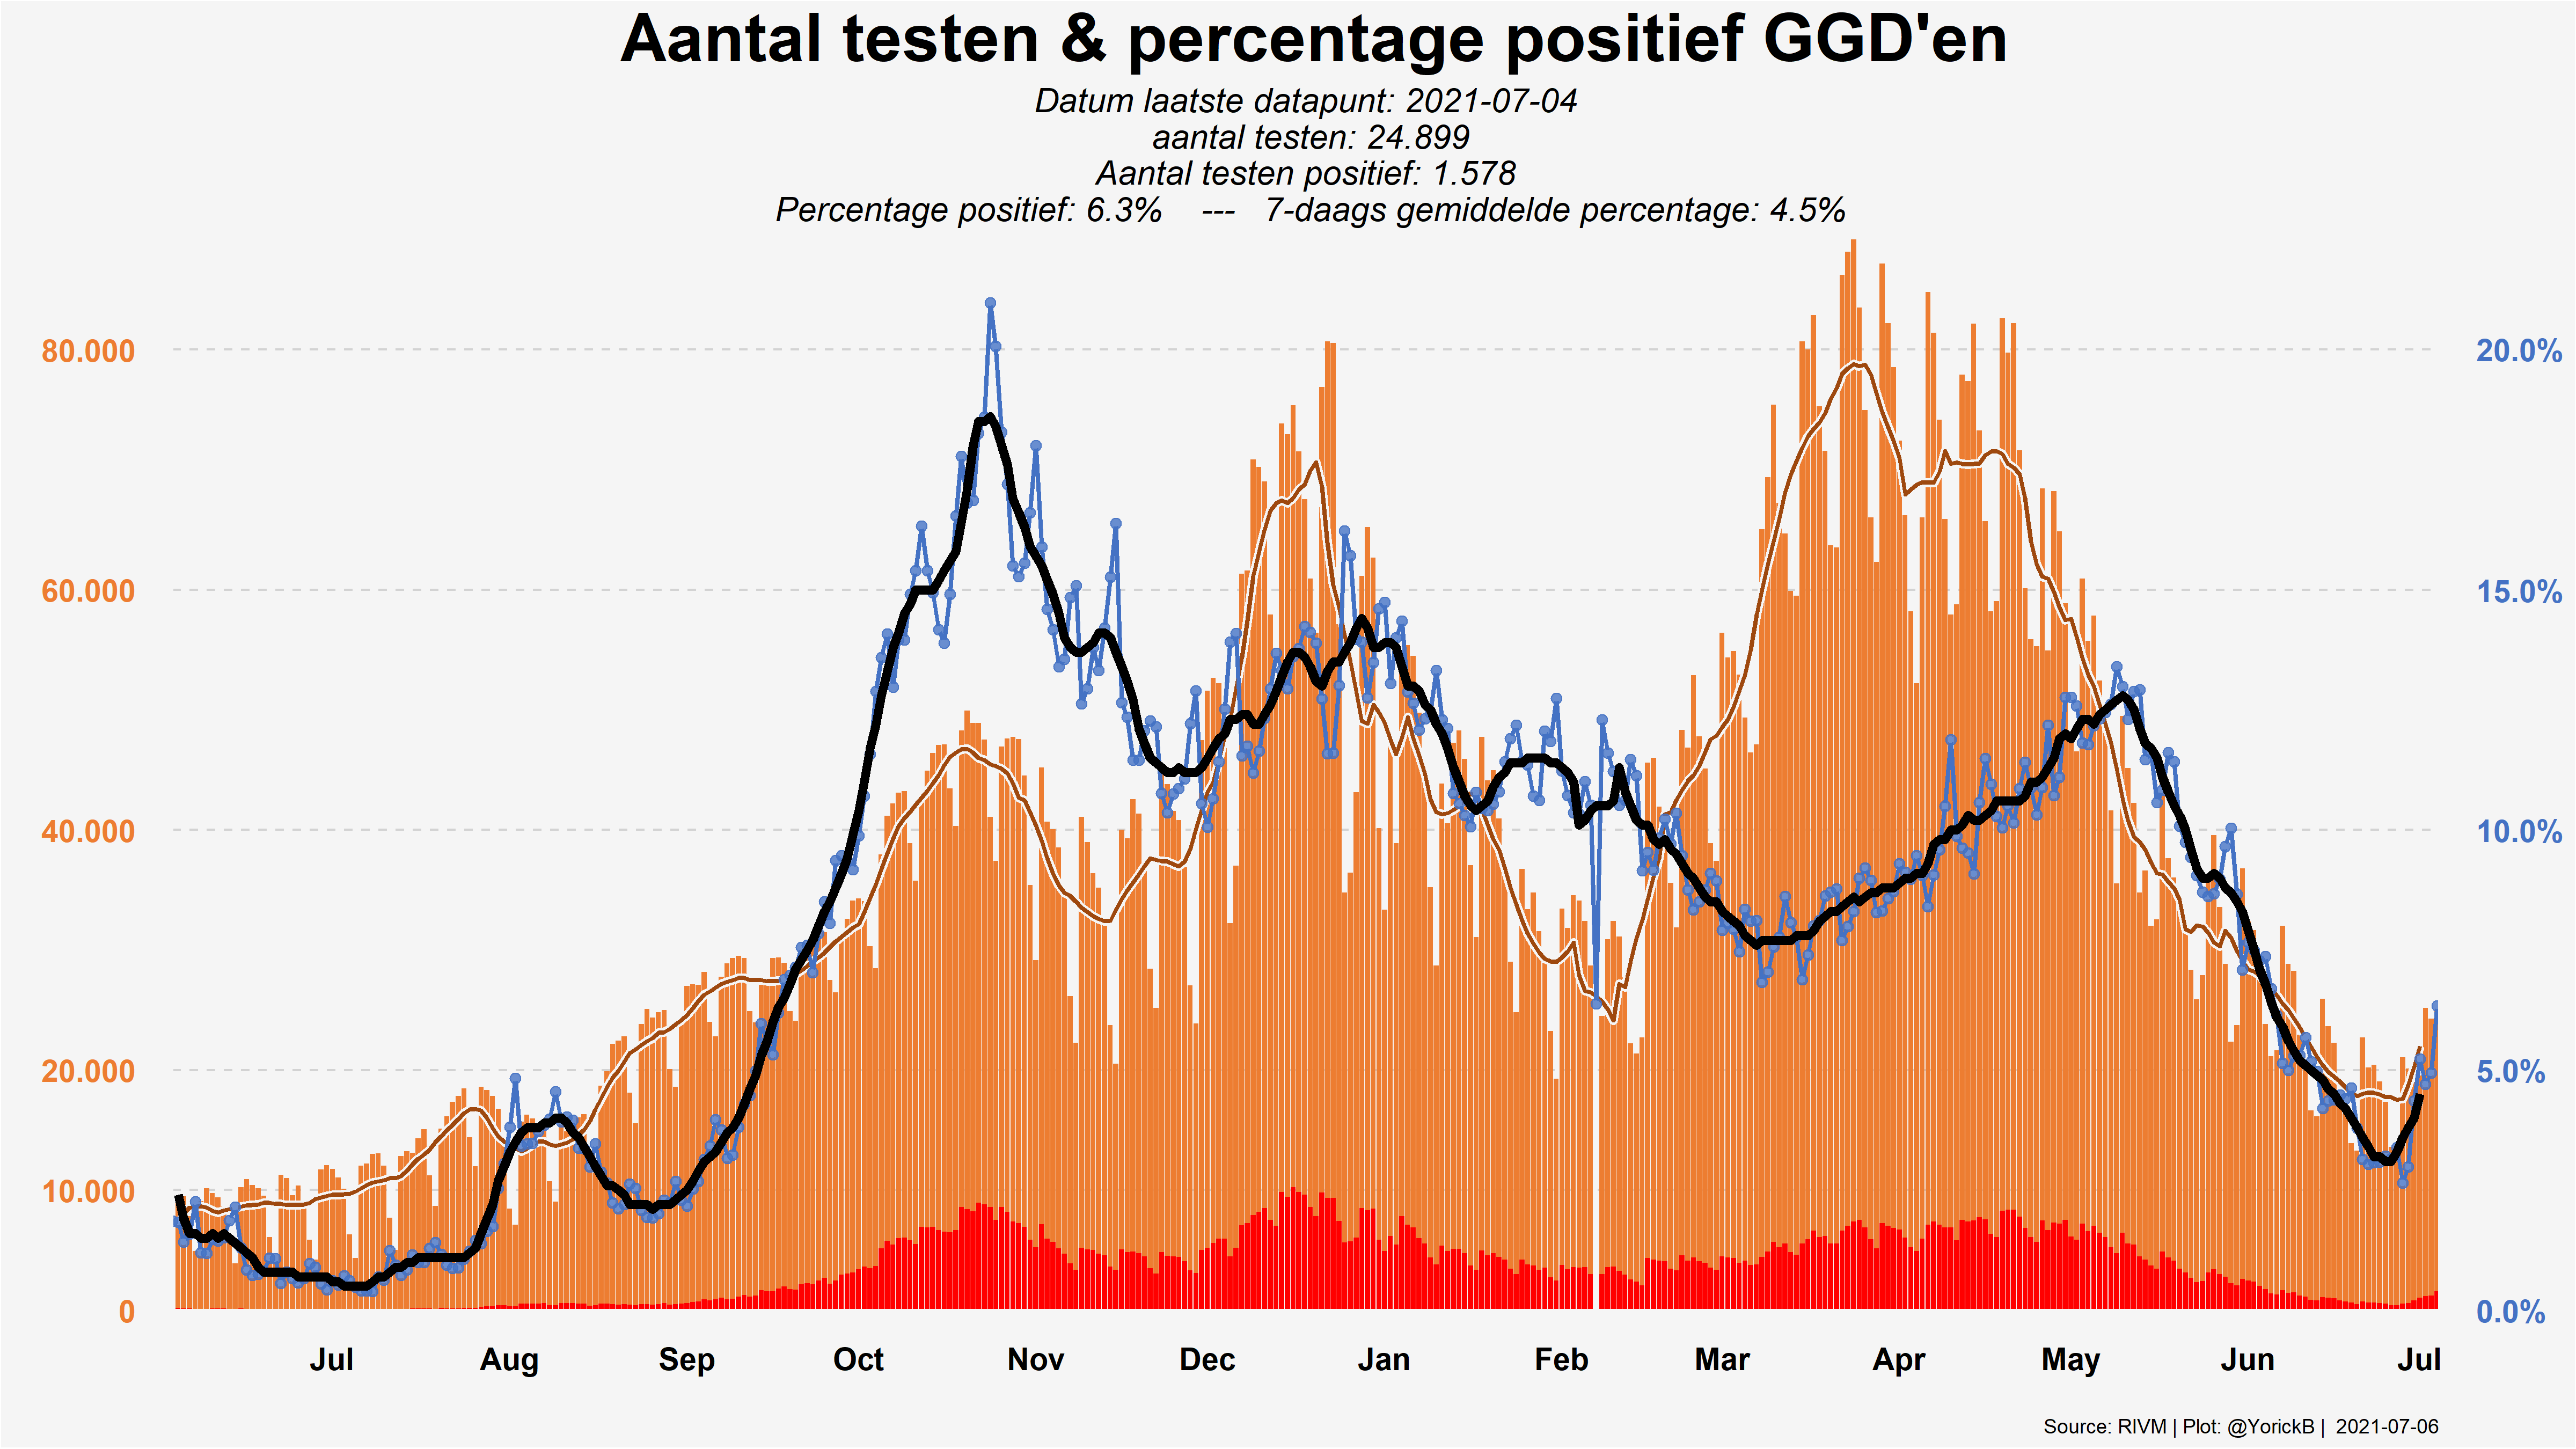 Aantal testen & percentage positief GGD'en
Datum laatste datapunt: 2021-07-04
aantal testen: 24.899
Aantal testen positief: 1.578
Percentage positief: 6.3% --- 7-daags gemiddelde percentage: 4.5%
80.000 20.0%
60.000 15.0%
40.000 10.0%
20.000 5.0%
10.000
0 0.0%
Jul Aug Sep Oct Nov Dec Jan Feb Mar Apr May Jun Jul
Source: RIVM | Plot: @YorickB | 2021-07-06